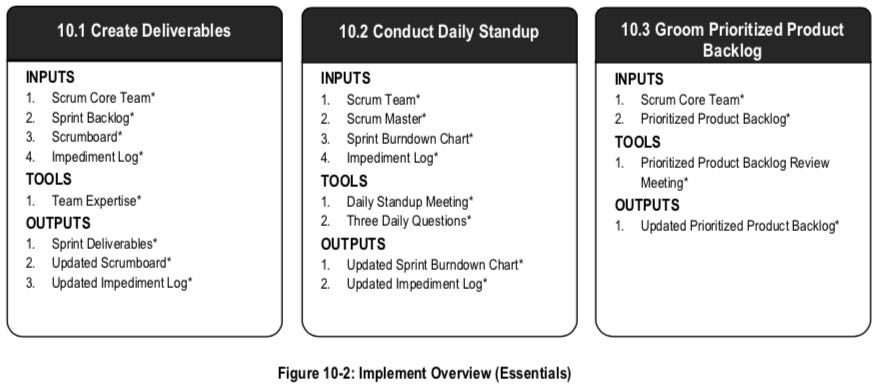 10.1 Create Deliverables
INPUTS
1. Scrum Core Team*
2. Sprint Backlog*
3. Scrumboard*
4. Impediment Log*
TOOLS
1. Team Expertise*
OUTPUTS
1. Sprint Deliverables*
2. Updated Scrumboard*
3. Updated Impediment Log*
10.2 Conduct Daily Standup
INPUTS
1. Scrum Team*
2. Scrum Master*
3. Sprint Burndown Chart*
4. Impediment Log*
TOOLS
1. Daily Standup Meeting*
2. Three Daily Questions*
OUTPUTS
1. Updated Sprint Burndown Chart*
2. Updated Impediment Log*
10.3 Groom Prioritized Product
Backlog
INPUTS
1. Scrum Core Team*
2. Prioritized Product Backlog*
TOOLS
1. Prioritized Product Backlog Review
Meeting*
OUTPUTS
1. Updated Prioritized Product Backlog*
Figure 10-2: Implement Overview (Essentials)